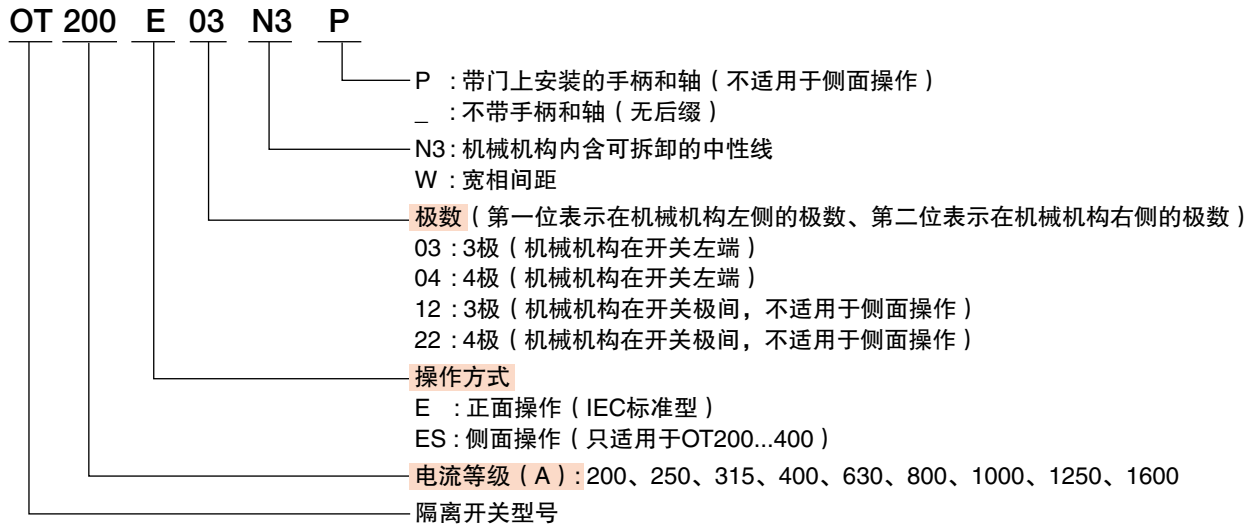 OT 200 E 03 N3 P
P : 带门上安装的手柄和轴（不适用于侧面操作）
_ : 不带手柄和轴（无后缀）
N3 : 机械机构内含可拆卸的中性线
W : 宽相间距
极数（第一位表示在机械机构左侧的极数、第二位表示在机械机构右侧的极数）
03 : 3极（机械机构在开关左端）
04 : 4极（机械机构在开关左端）
12 : 3极（机械机构在开关极间，不适用于侧面操作）
22 : 4极（机械机构在开关极间，不适用于侧面操作）
操作方式
E : 正面操作（IEC标准型）
ES : 侧面操作（只适用于OT200...400）
电流等级（A）: 200、250、315、400、630、800、1000、1250、1600
隔离开关型号